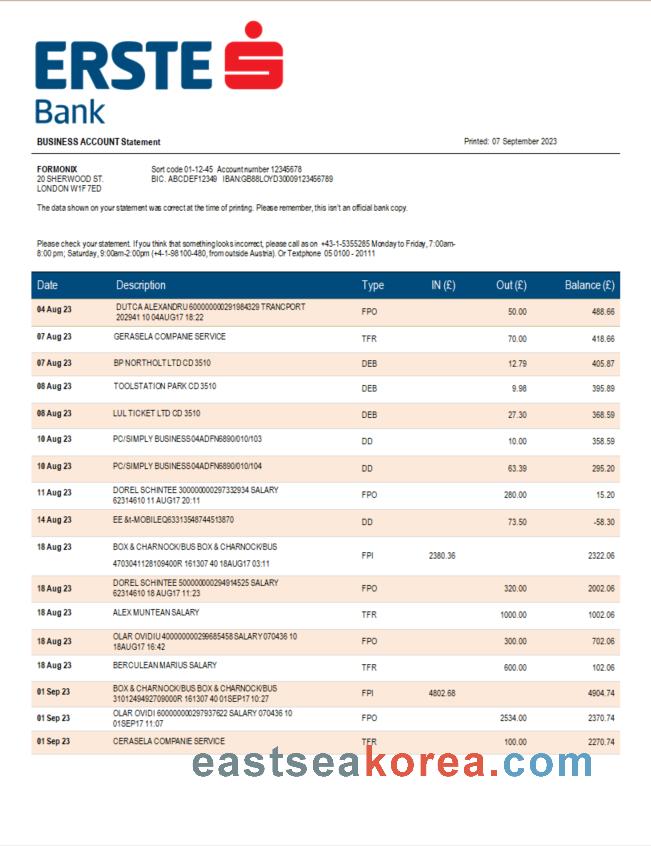 ERSTE
Bank
BUSINESS ACCOUNT Statement Printed: 07 September 2023
FORMONIX Sort code 01-12-45 Account number 12345678
20 SHERWOOD ST. BIC: ABCDEF12349 IBAN:GB88LOYD30009123456789
LONDON W1F 7ED
The data shown on your statement was correct at the time of printing. Please remember, this isn't an official bank copy.
Please check your statement. If you think that something looks incorrect, please call as on +43-1-5355285 Monday to Friday, 7:00am-
8:00 pm; Saturday, 9:00am-2:00pm (+4-1-98100-480, from outside Austria). Or Textphone 05 0100 - 20111
Date Description Type IN (£) Out (£) Balance (£)
04 Aug 23 DUTCA ALEXANDRU 600000000291984329 TRANCPORT
202941 10 04AUG17 18:22 FPO 50.00 488.66
07 Aug 23 GERASELA COMPANIE SERVICE TFR 70.00 418.66
07 Aug 23 BP NORTHOLT LTD CD 3510 DEB 12.79 405.87
08 Aug 23 TOOLSTATION PARK CD 3510 DEB 9.98 395.89
08 Aug 23 LUL TICKET LTD CD 3510 DEB 27.30 368.59
10 Aug 23 PC/SIMPLY BUSINESS04ADFN6890/010/103 DD 10.00 358.59
10 Aug 23 PC/SIMPLY BUSINESS04ADFN6890/010/104 DD 63.39 295.20
11 Aug 23 DOREL SCHINTEE 300000000297332934 SALARY
62314610 11 AUG17 20:11 FPO 280.00 15.20
14 Aug 23 EE &t-MOBILEQ63313548744513870 DD 73.50 -58.30
18 Aug 23 BOX & CHARNOCK/BUS BOX & CHARNOCK/BUS
4703041128109400R 161307 40 18AUG17 03:11 FPI 2380.36 2322.06
18 Aug 23 DOREL SCHINTEE 500000000294914525 SALARY
62314610 18 AUG17 11:23 FPO 320.00 2002.06
18 Aug 23 ALEX MUNTEAN SALARY TFR 1000.00 1002.06
18 Aug 23 OLAR OVIDIU 400000000299685458 SALARY 070436 10
18AUG17 16:42 FPO 300.00 702.06
18 Aug 23 BERCULEAN MARIUS SALARY TFR 600.00 102.06
01 Sep 23 BOX & CHARNOCK/BUS BOX & CHARNOCK/BUS
3101249492709000R 161307 40 01SEP17 10:27 FPI 4802.68 4904.74
01 Sep 23 OLAR OVIDI 600000000297937622 SALARY 070436 10
01SEP17 11:07 FPO 2534.00 2370.74
01 Sep 23 CERASELA COMPANIE SERVICE TFR 100.00 2270.74
eastseakorea.com